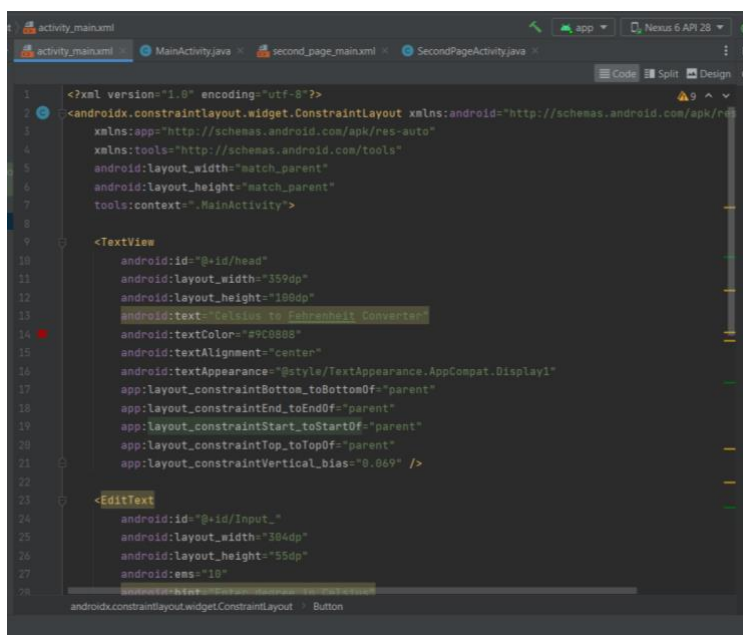 activity_main.xml
app
Nexus 6 API 28
activity_main.xml
MainActivity.java
second_page_main.xml
SecondPageActivity.java
Code
Split
Design
1 <?xml version="1.0" encoding="utf-8"?>
9
2 <androidx.constraintlayout.widget.ConstraintLayout xmlns:android="http://schemas.android.com/apk/res
3 xmlns:app="http://schemas.android.com/apk/res-auto"
4 xmlns:tools="http://schemas.android.com/tools"
5 android:layout_width="match_parent"
6 android:layout_height="match_parent"
7 tools:context=".MainActivity">
8
9 <TextView
10 android:id="@+id/head"
11 android:layout_width="359dp"
12 android:layout_height="100dp"
13 android:text="Celsius to Fehrenheit Converter"
14 android:textColor="#9C0808"
15 android:textAlignment="center"
16 android:textAppearance="@style/TextAppearance.AppCompat.Display1"
17 app:layout_constraintBottom_toBottomOf="parent"
18 app:layout_constraintEnd_toEndOf="parent"
19 app:layout_constraintStart_toStartOf="parent"
20 app:layout_constraintTop_toTopOf="parent"
21 app:layout_constraintVertical_bias="0.069" />
22
23 <EditText
24 android:id="@+id/Input_"
25 android:layout_width="304dp"
26 android:layout_height="55dp"
27 android:ems="10"
28 android:hint="Enter degree in Celsius"
androidx.constraintlayout.widget.ConstraintLayout
Button